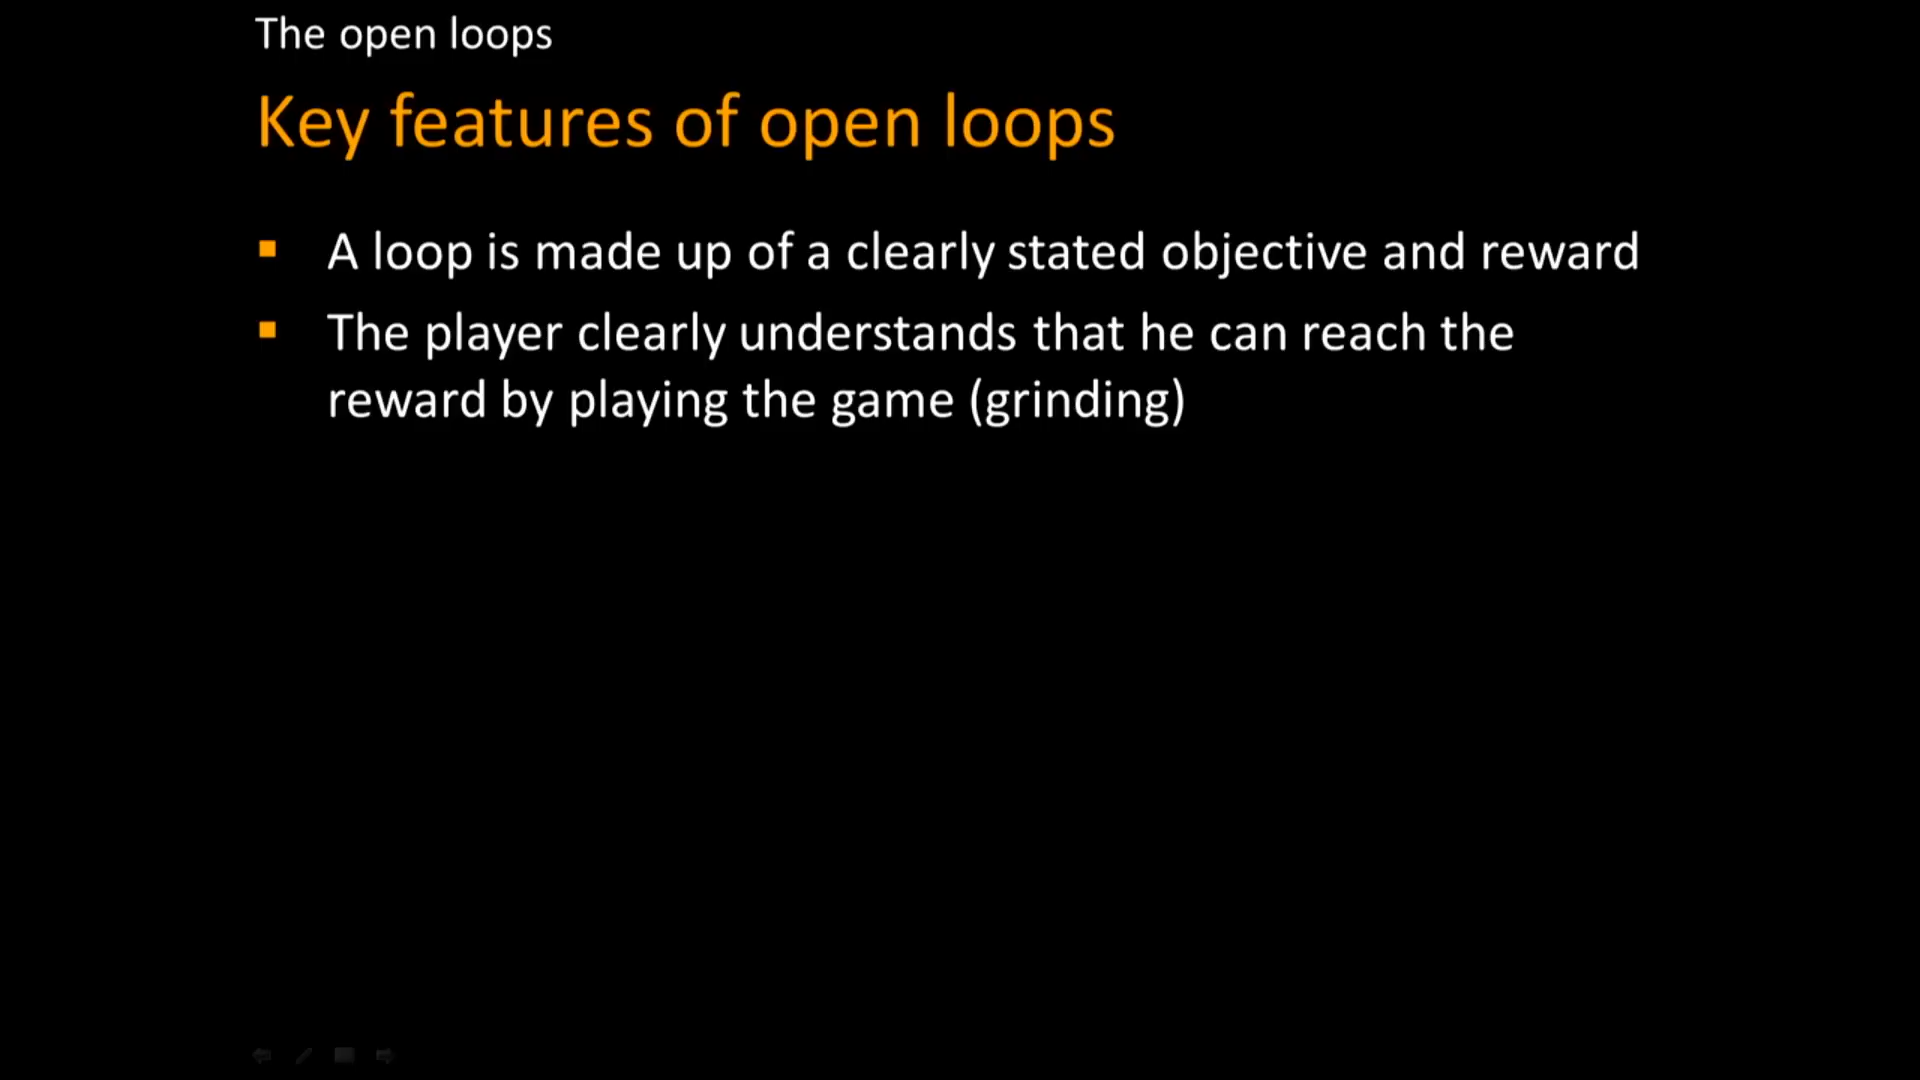 The open loops
Key features of open loops
A loop is made up of a clearly stated objective and reward
The player clearly understands that he can reach the
reward by playing the game (grinding)